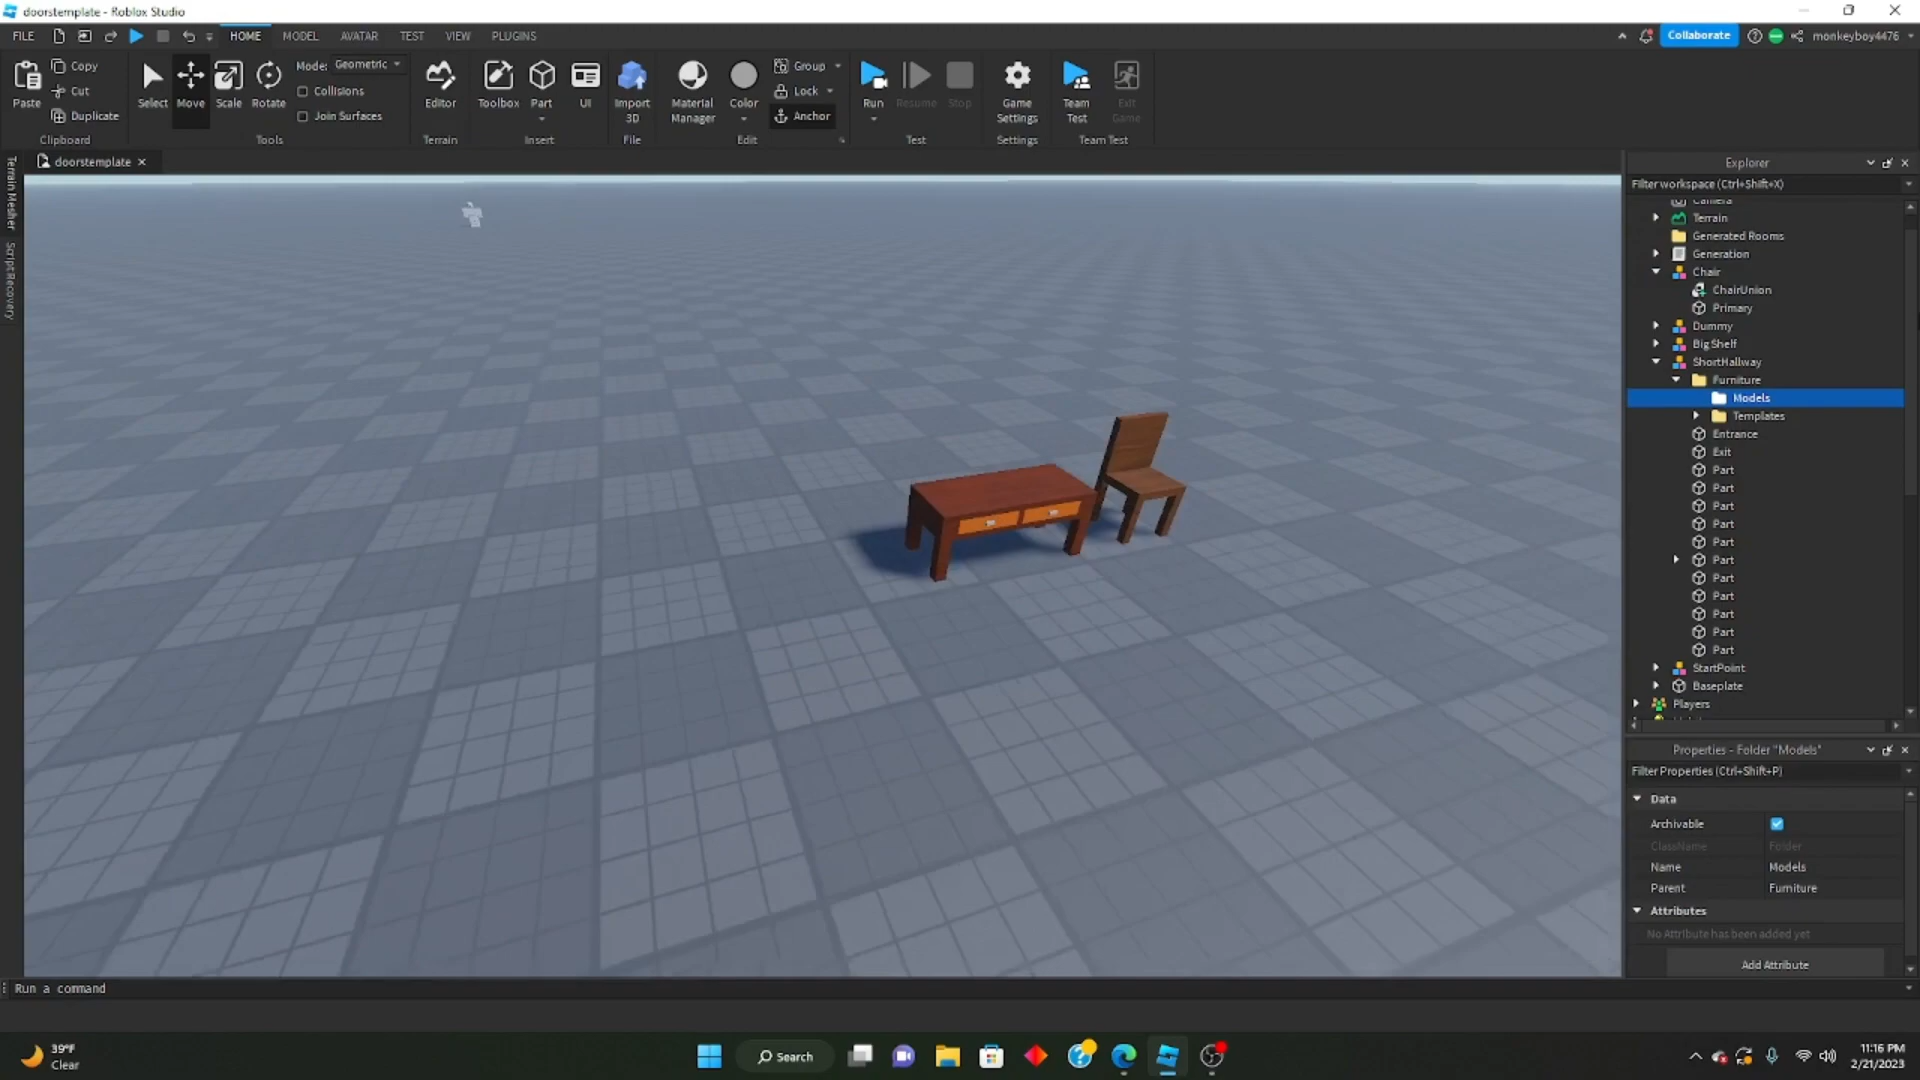 doorstemplate - Roblox Studio
FILE HOME MODEL AVATAR TEST VIEW PLUGINS Collaborate monkeyboy4476
Paste Copy Cut Duplicate
Select Move Scale Rotate
Mode: Geometric
Collisions
Join Surfaces
Editor Toolbox Part UI Import 3D Material Manager Color
Group
Lock
Anchor
Run Resume Stop Game Settings Team Test Exit Game
Clipboard Tools Terrain Insert File Edit Test Settings Team Test
Terrain Mesher
Script Recovery
doorstemplate
Explorer
Filter workspace (Ctrl+Shift+X)
Camera
Terrain
Generated Rooms
Generation
Chair
ChairUnion
Primary
Dummy
Big Shelf
ShortHallway
Furniture
Models
Templates
Entrance
Exit
Part
Part
Part
Part
Part
Part
Part
Part
Part
Part
Part
StartPoint
Baseplate
Players
Properties - Folder "Models"
Filter Properties (Ctrl+Shift+P)
Data
Archivable
ClassName Folder
Name Models
Parent Furniture
Attributes
No Attribute has been added yet
Add Attribute
Run a command
39°F
Clear
Search
11:16 PM
2/21/2023